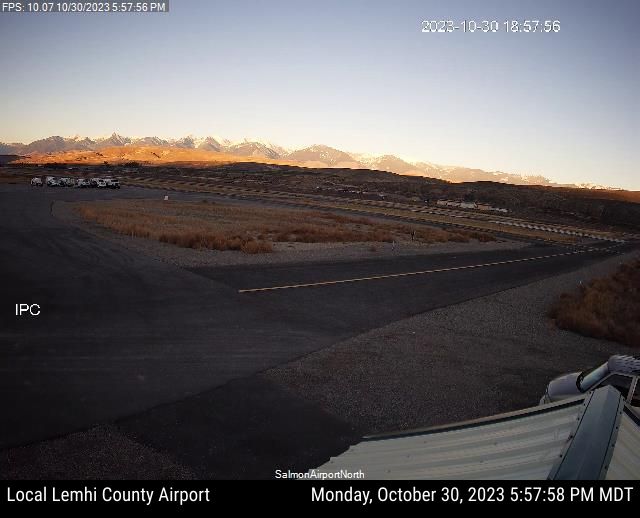 FPS: 10.07 10/30/2023 5:57:56 PM
2023-10-30 18:57:56
IPC
SalmonAirportNorth
Local Lemhi County Airport Monday, October 30, 2023 5:57:58 PM MDT